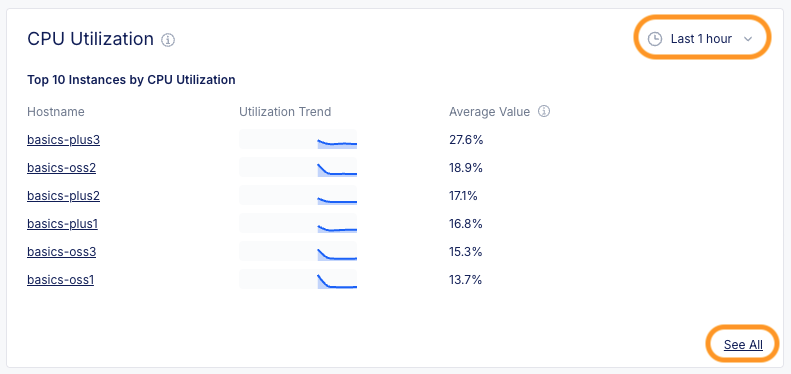 CPU Utilization
Last 1 hour
Top 10 Instances by CPU Utilization
Hostname Utilization Trend Average Value
basics-plus3 27.6%
basics-oss2 18.9%
basics-plus2 17.1%
basics-plus1 16.8%
basics-oss3 15.3%
basics-oss1 13.7%
See All